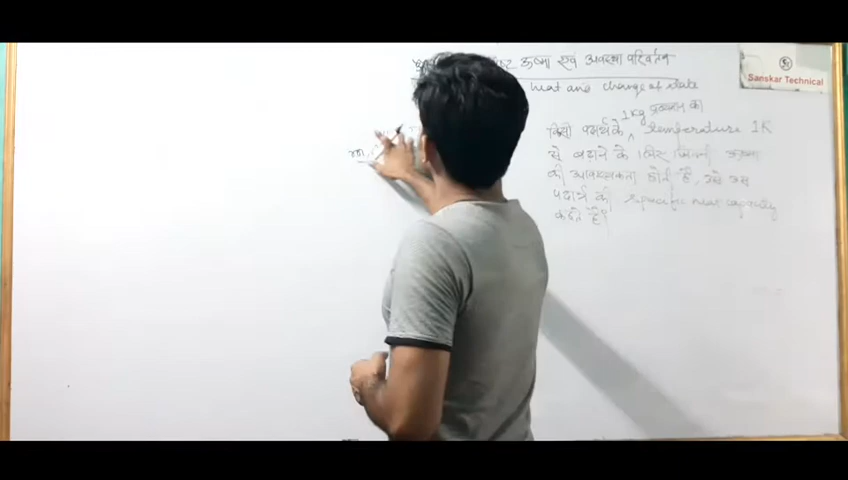 ऊष्मा एवं अवस्था परिवर्तन
heat and change of state
Sanskar Technical
1kg द्रव्यमान की
किसी पदार्थ के ^ temperature 1K
से बढ़ाने के लिए जितनी ऊष्मा
की आवश्यकता होती है, उसे उस
पदार्थ की specific heat capacity
कहते हैं।
m,